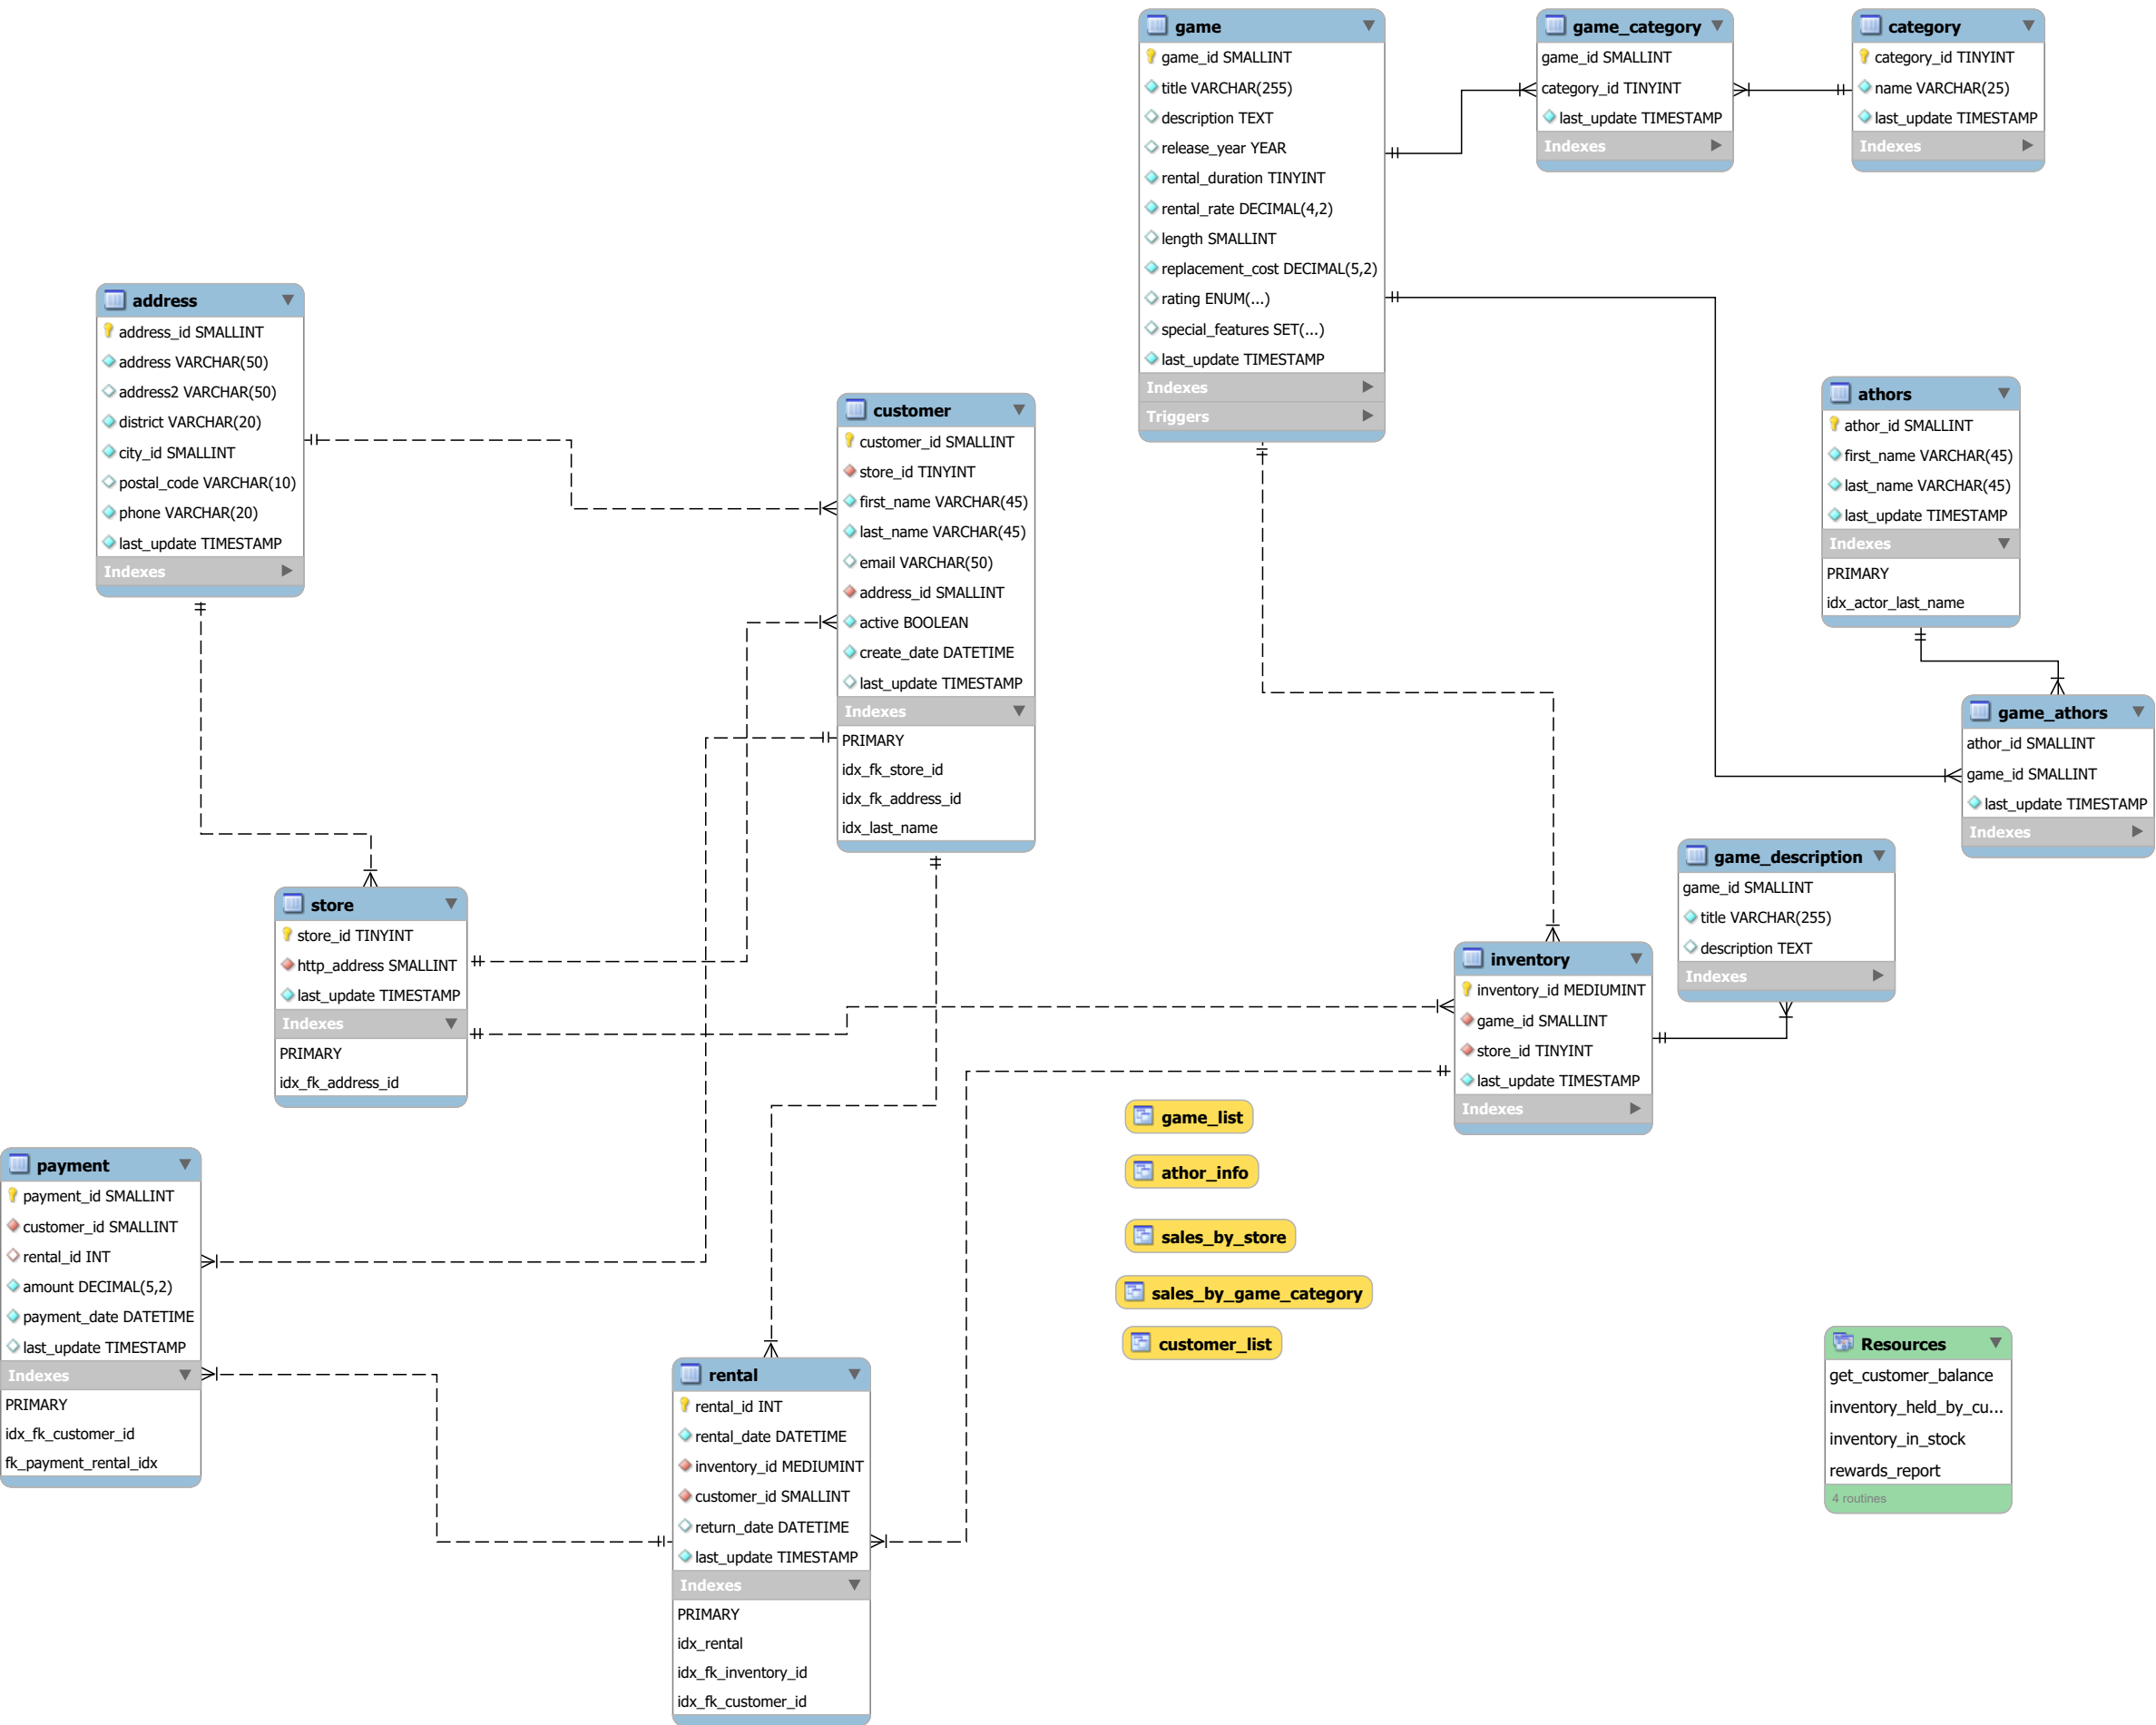 game
game_id SMALLINT
title VARCHAR(255)
description TEXT
release_year YEAR
rental_duration TINYINT
rental_rate DECIMAL(4,2)
length SMALLINT
replacement_cost DECIMAL(5,2)
rating ENUM(...)
special_features SET(...)
last_update TIMESTAMP
Indexes
Triggers
game_category
game_id SMALLINT
category_id TINYINT
last_update TIMESTAMP
Indexes
category
category_id TINYINT
name VARCHAR(25)
last_update TIMESTAMP
Indexes
address
address_id SMALLINT
address VARCHAR(50)
address2 VARCHAR(50)
district VARCHAR(20)
city_id SMALLINT
postal_code VARCHAR(10)
phone VARCHAR(20)
last_update TIMESTAMP
Indexes
customer
customer_id SMALLINT
store_id TINYINT
first_name VARCHAR(45)
last_name VARCHAR(45)
email VARCHAR(50)
address_id SMALLINT
active BOOLEAN
create_date DATETIME
last_update TIMESTAMP
Indexes
PRIMARY
idx_fk_store_id
idx_fk_address_id
idx_last_name
athors
athor_id SMALLINT
first_name VARCHAR(45)
last_name VARCHAR(45)
last_update TIMESTAMP
Indexes
PRIMARY
idx_actor_last_name
game_athors
athor_id SMALLINT
game_id SMALLINT
last_update TIMESTAMP
Indexes
game_description
game_id SMALLINT
title VARCHAR(255)
description TEXT
Indexes
store
store_id TINYINT
http_address SMALLINT
last_update TIMESTAMP
Indexes
PRIMARY
idx_fk_address_id
inventory
inventory_id MEDIUMINT
game_id SMALLINT
store_id TINYINT
last_update TIMESTAMP
Indexes
game_list
athor_info
sales_by_store
sales_by_game_category
customer_list
payment
payment_id SMALLINT
customer_id SMALLINT
rental_id INT
amount DECIMAL(5,2)
payment_date DATETIME
last_update TIMESTAMP
Indexes
PRIMARY
idx_fk_customer_id
fk_payment_rental_idx
rental
rental_id INT
rental_date DATETIME
inventory_id MEDIUMINT
customer_id SMALLINT
return_date DATETIME
last_update TIMESTAMP
Indexes
PRIMARY
idx_rental
idx_fk_inventory_id
idx_fk_customer_id
Resources
get_customer_balance
inventory_held_by_cu...
inventory_in_stock
rewards_report
4 routines